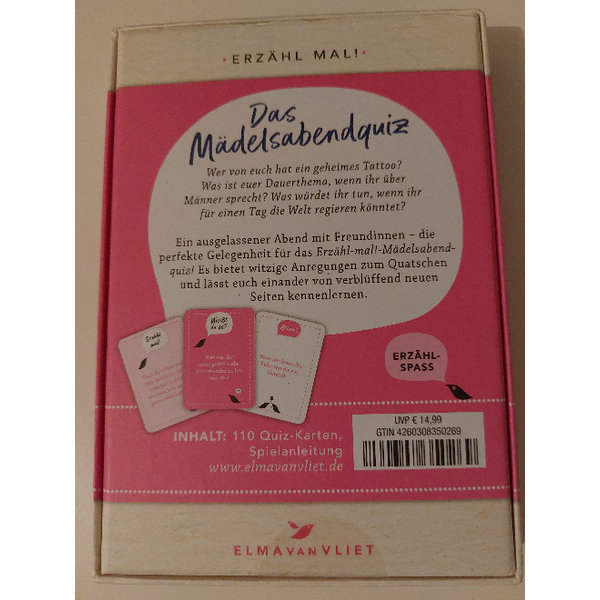 · ERZÄHL MAL! ·
Das
Mädelsabendquiz
Wer von euch hat ein geheimes Tattoo?
Was ist euer Dauerthema, wenn ihr über
Männer sprecht? Was würdet ihr tun, wenn ihr
für einen Tag die Welt regieren könntet?
Ein ausgelassener Abend mit Freundinnen – die
perfekte Gelegenheit für das Erzähl-mal!-Mädelsabend-
quiz! Es bietet witzige Anregungen zum Quatschen
und lässt euch einander von verblüffend neuen
Seiten kennenlernen.
Erzähl
mal!
Weißt
du es?
ERZÄHL-
SPASS
UVP € 14,99
GTIN 4260308350269
INHALT: 110 Quiz-Karten,
Spielanleitung
www.elmavanvliet.de
ELMA VAN VLIET